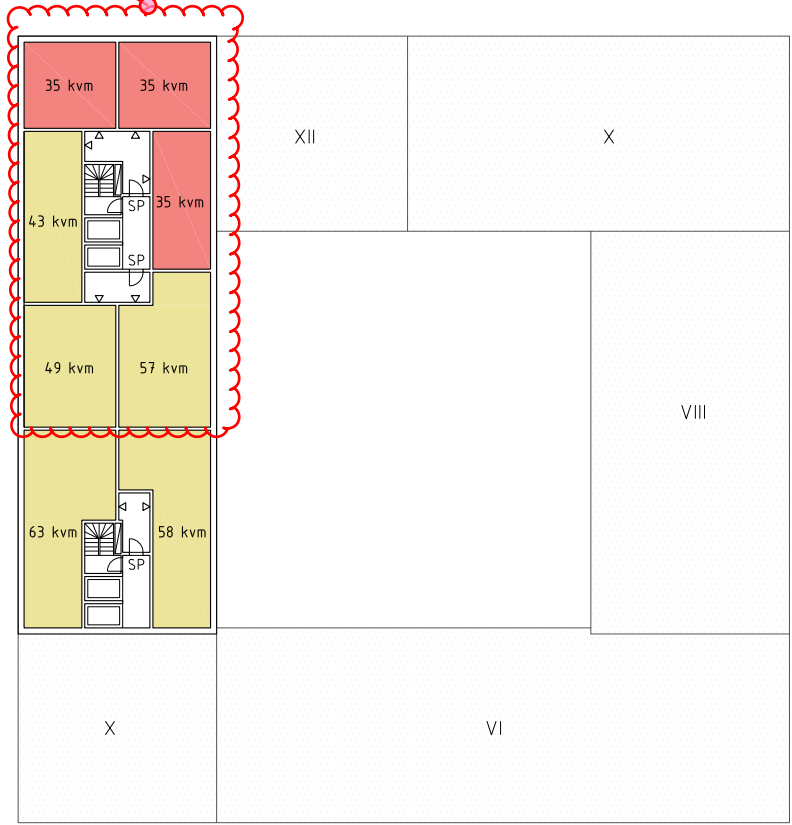 35 kvm 35 kvm
XII X
43 kvm 35 kvm
SP
SP
49 kvm 57 kvm
VIII
63 kvm 58 kvm
SP
X VI